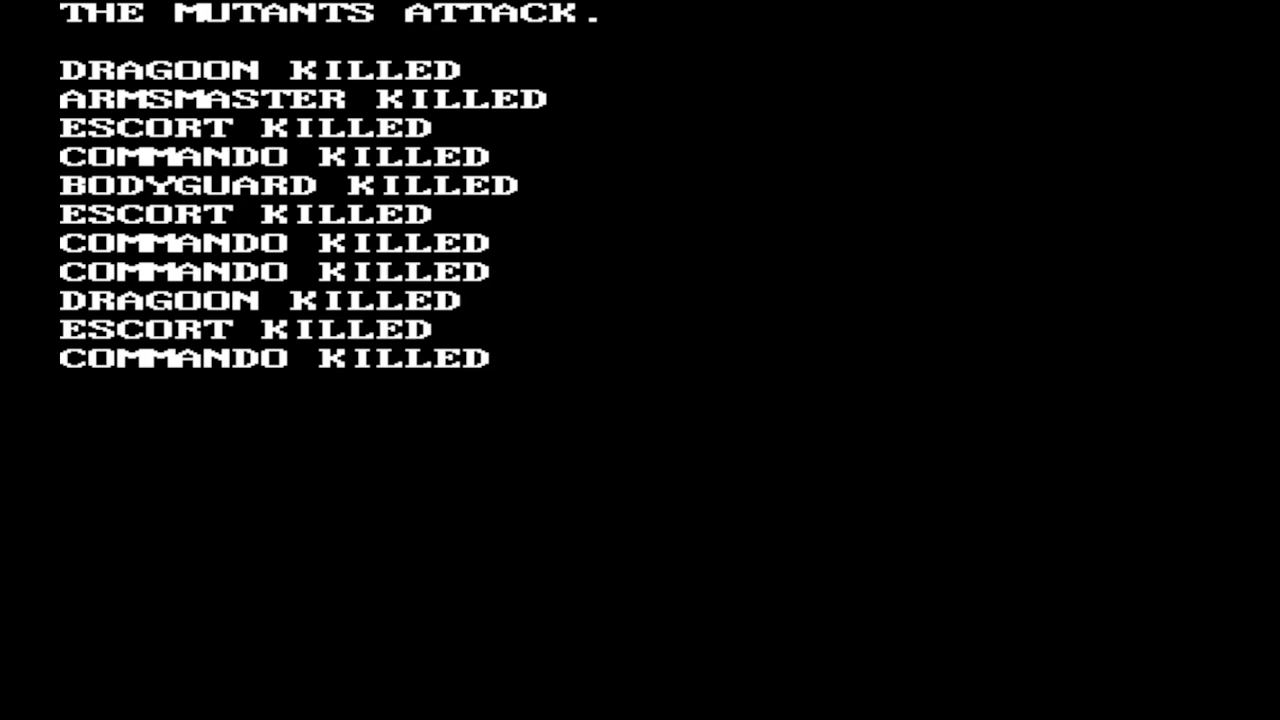 THE MUTANTS ATTACK.
DRAGOON KILLED
ARMSMASTER KILLED
ESCORT KILLED
COMMANDO KILLED
BODYGUARD KILLED
ESCORT KILLED
COMMANDO KILLED
COMMANDO KILLED
DRAGOON KILLED
ESCORT KILLED
COMMANDO KILLED